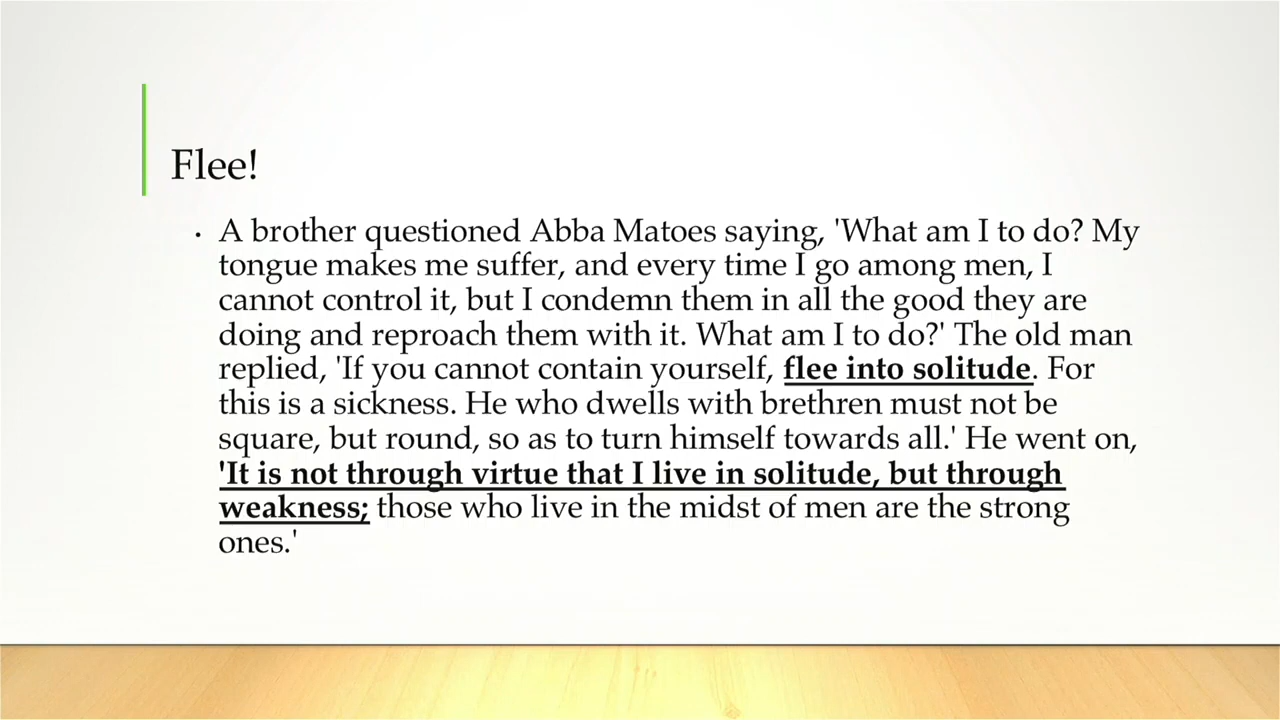 Flee!
• A brother questioned Abba Matoes saying, 'What am I to do? My
tongue makes me suffer, and every time I go among men, I
cannot control it, but I condemn them in all the good they are
doing and reproach them with it. What am I to do?' The old man
replied, 'If you cannot contain yourself, flee into solitude. For
this is a sickness. He who dwells with brethren must not be
square, but round, so as to turn himself towards all.' He went on,
'It is not through virtue that I live in solitude, but through
weakness; those who live in the midst of men are the strong
ones.'